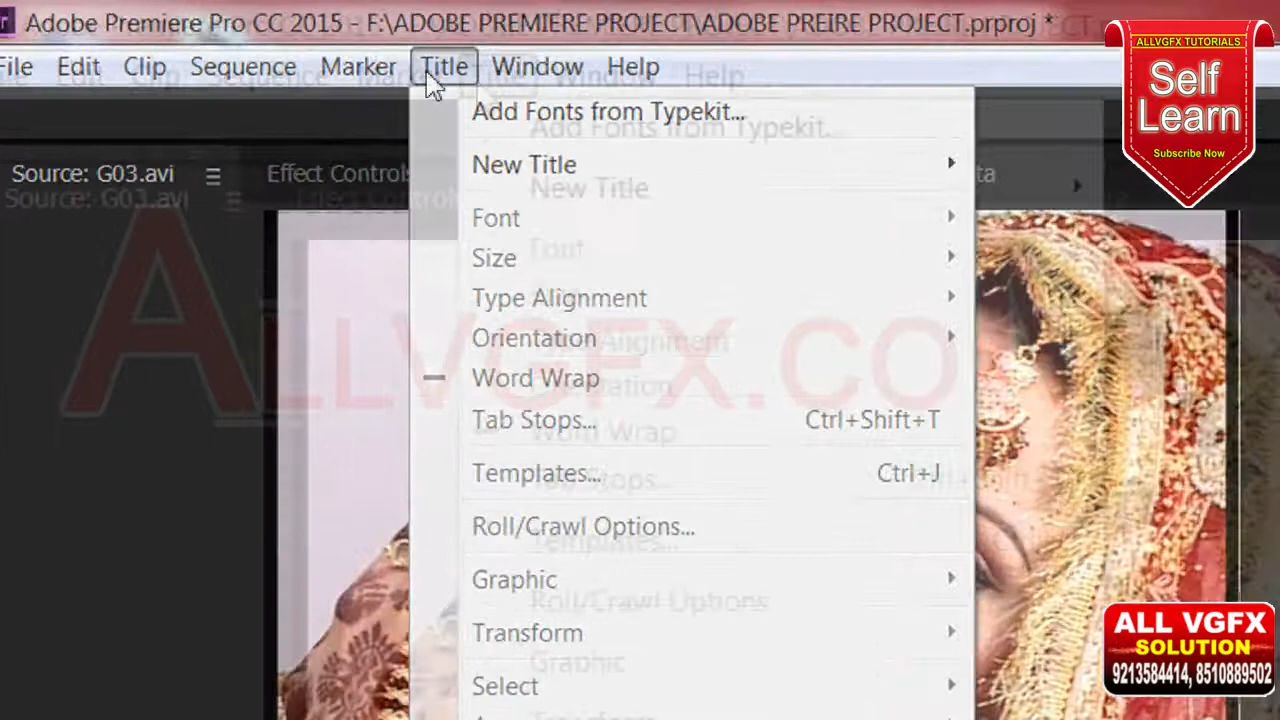 Adobe Premiere Pro CC 2015 - F:\ADOBE PREMIERE PROJECT\ADOBE PREIRE PROJECT.prproj *
File Edit Clip Sequence Marker Title Window Help
Add Fonts from Typekit...
New Title
Source: G03.avi Effect Controls
Font
Size
Type Alignment
Orientation
Word Wrap
Tab Stops... Ctrl+Shift+T
Templates... Ctrl+J
Roll/Crawl Options...
Graphic
Transform
Select
ALLVGFX.CO
ALLVGFX TUTORIALS
Self
Learn
Subscribe Now
ALL VGFX
SOLUTION
9213584414, 8510889502